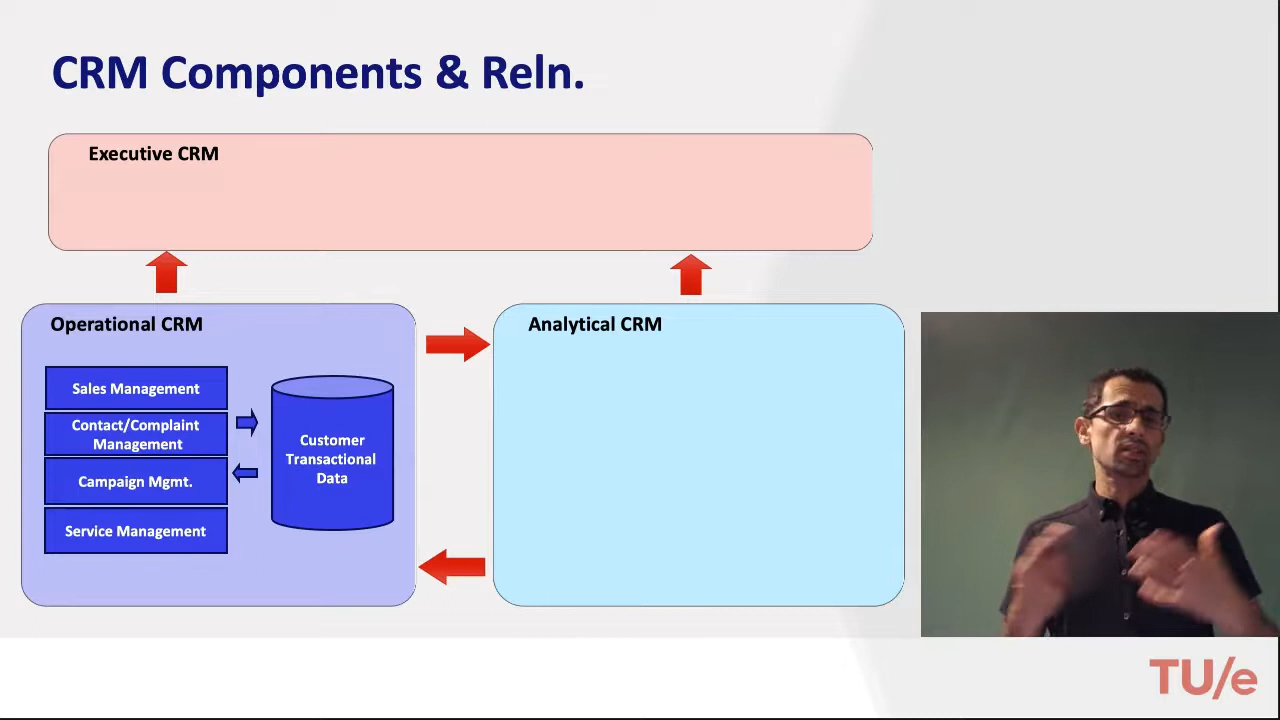 CRM Components & Reln.
Executive CRM
Operational CRM
Sales Management
Contact/Complaint
Management
Campaign Mgmt.
Service Management
Customer
Transactional
Data
Analytical CRM
TU/e